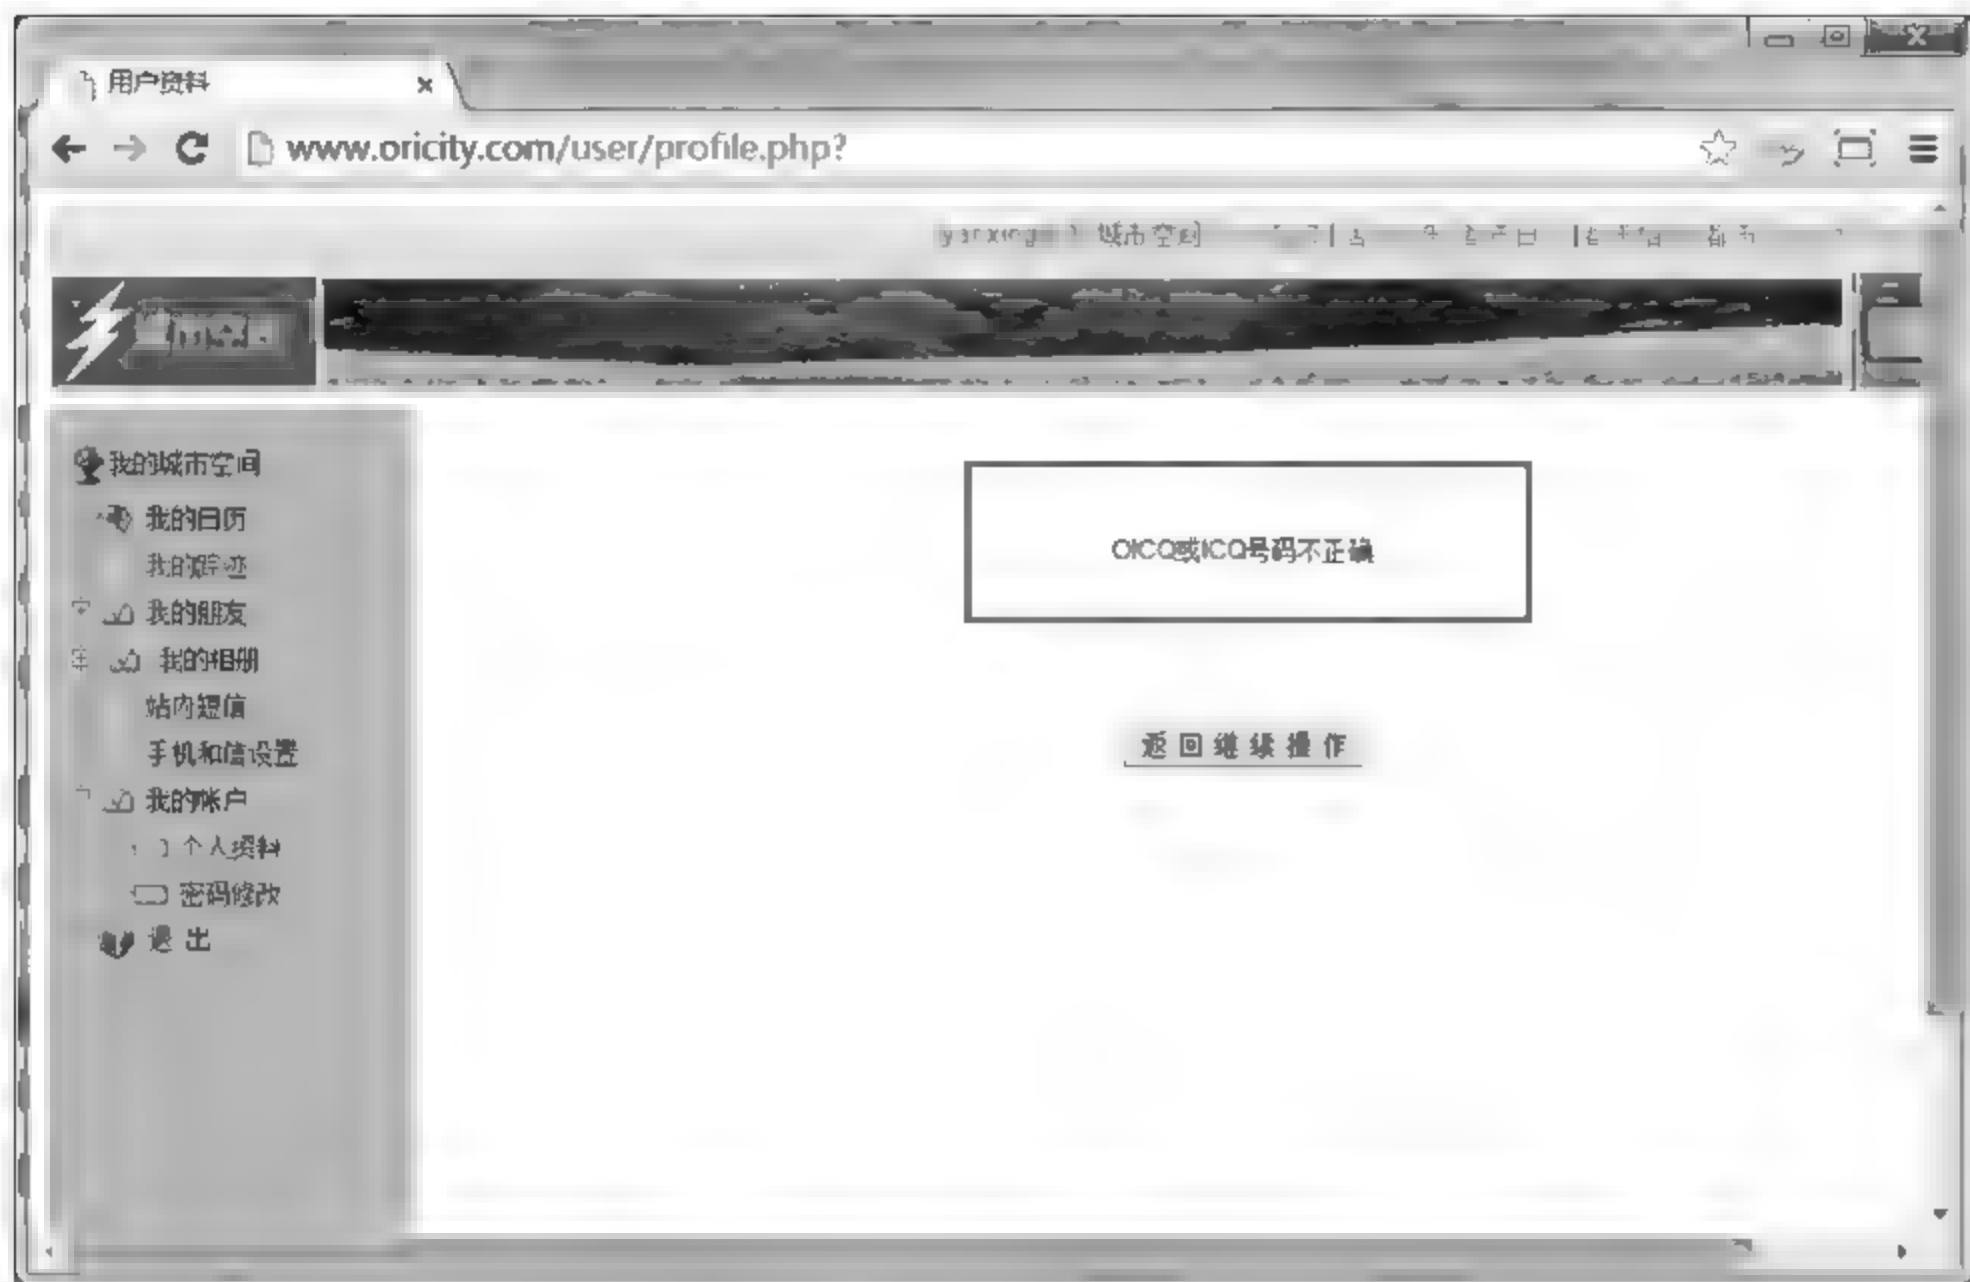 用户资料
www.oricity.com/user/profile.php?
城市空间
我的城市空间
我的日历
我的踪迹
我的朋友
我的相册
站内短信
手机和信设置
我的帐户
个人资料
密码修改
退出
OICQ或ICQ号码不正确
返回继续操作